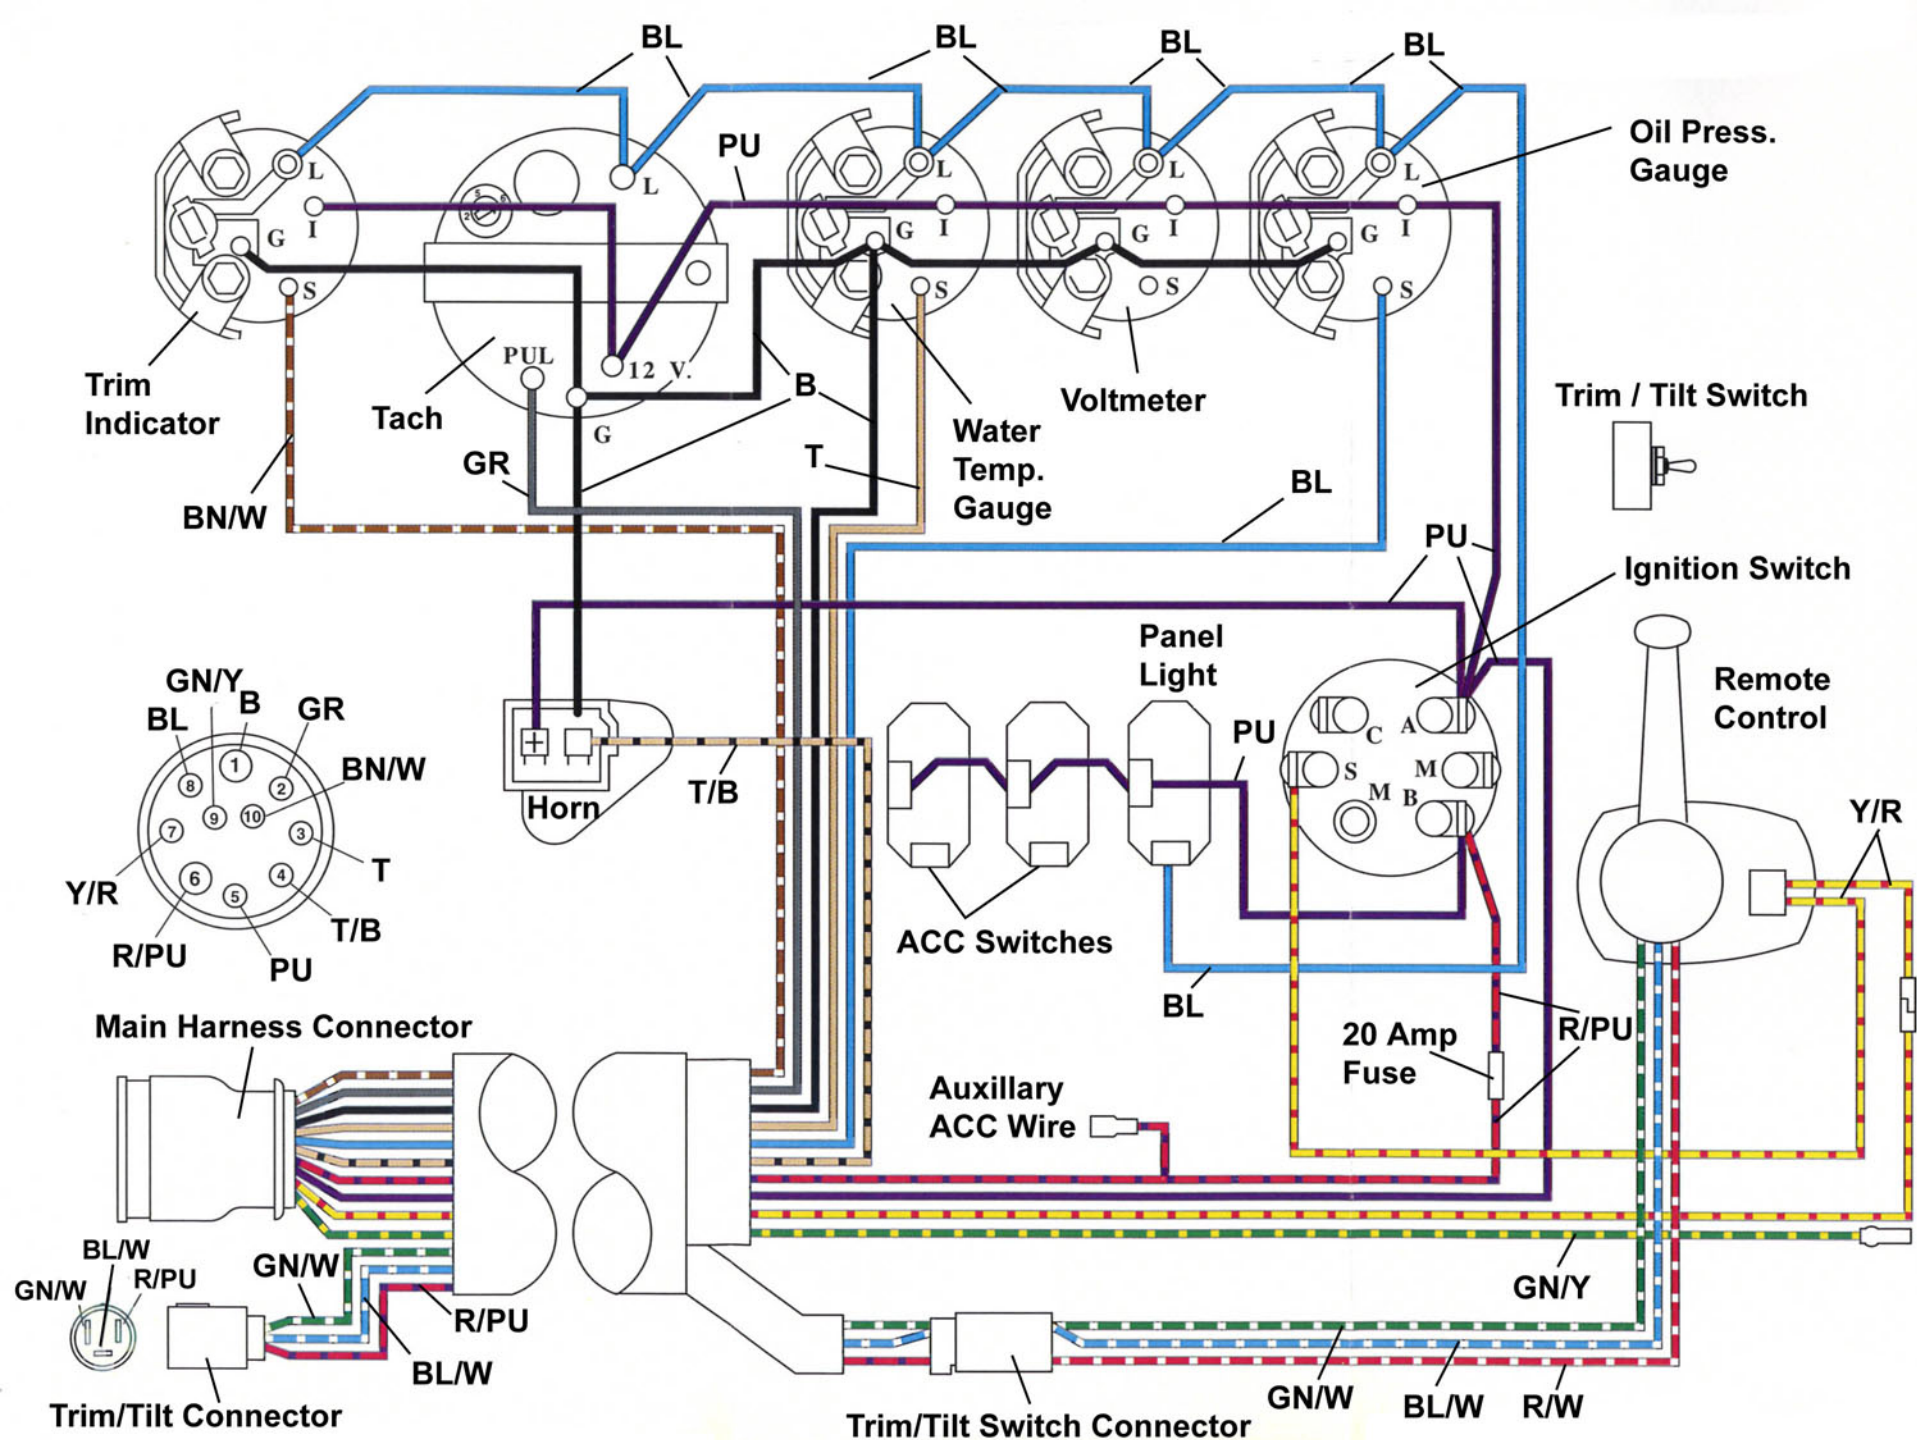 BL
BL
BL
BL
Oil Press.
Gauge
PU
L
L
L
L
L
I
I
I
I
G
G
G
G
5
6
2
S
S
S
S
PUL
12 V.
G
Trim
Indicator
Tach
B
Voltmeter
Trim / Tilt Switch
Water
Temp.
Gauge
GR
T
BN/W
BL
PU
Ignition Switch
Panel
Light
Remote
Control
GN/Y
B
BL
GR
BN/W
1
8
2
9
10
7
3
6
4
5
Y/R
T
R/PU
T/B
PU
Horn
T/B
PU
C
A
S
M
M
B
Y/R
ACC Switches
BL
20 Amp
Fuse
R/PU
Main Harness Connector
Auxillary
ACC Wire
BL/W
GN/W
R/PU
GN/W
R/PU
BL/W
GN/Y
GN/W
BL/W
R/W
Trim/Tilt Connector
Trim/Tilt Switch Connector